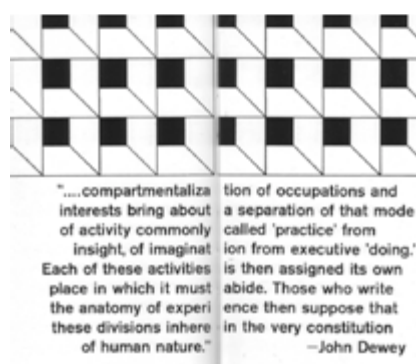 ".....compartmentaliza tion of occupations and
interests bring about a separation of that mode
of activity commonly called 'practice' from
insight, of imaginat ion from executive 'doing.'
Each of these activities is then assigned its own
place in which it must abide. Those who write
the anatomy of experi ence then suppose that
these divisions inhere in the very constitution
of human nature." —John Dewey